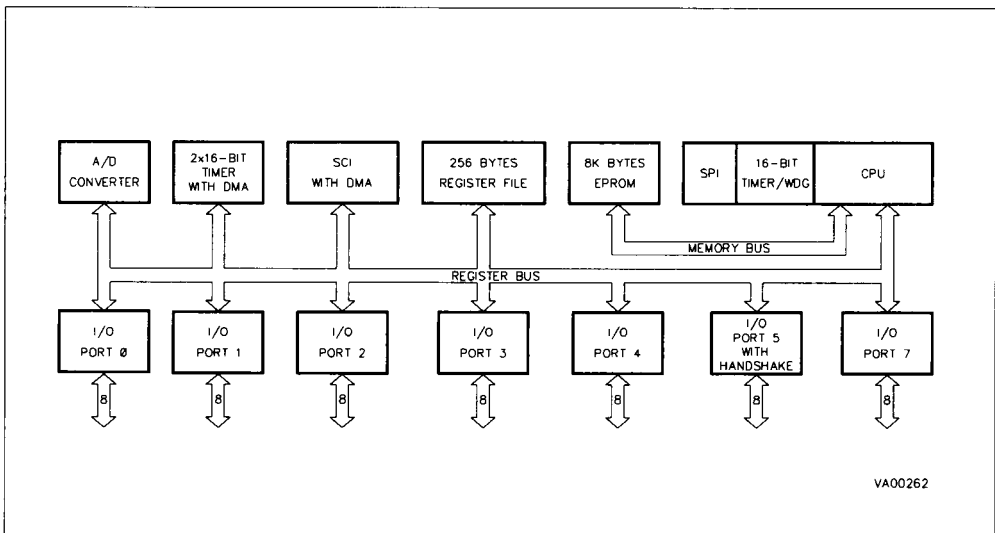 A/D
CONVERTER
2x16-BIT
TIMER
WITH DMA
SCI
WITH DMA
256 BYTES
REGISTER FILE
8K BYTES
EPROM
SPI
16-BIT
TIMER/WDG
CPU
MEMORY BUS
REGISTER BUS
I/O
PORT 0
I/O
PORT 1
I/O
PORT 2
I/O
PORT 3
I/O
PORT 4
I/O
PORT 5
WITH
HANDSHAKE
I/O
PORT 7
8
8
8
8
8
8
8
VA00262